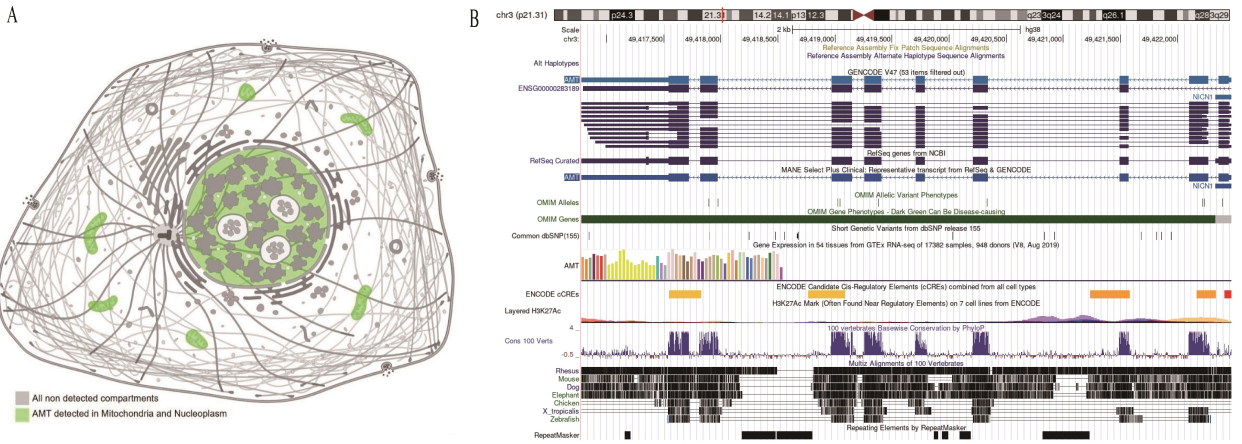 A
All non detected compartments
AMT detected in Mitochondria and Nucleoplasm
B
chr3 (p21.31) p24.3 21.31 14.2 14.1 p13 12.3 q23 3q24 q26.1 q28 3q29
Scale 2 kb hg38
chr3: 49,417,500 49,418,000 49,418,500 49,419,000 49,419,500 49,420,000 49,420,500 49,421,000 49,421,500 49,422,000
Reference Assembly Fix Patch Sequence Alignments
Reference Assembly Alternate Haplotype Sequence Alignments
Alt Haplotypes
GENCODE V47 (53 items filtered out)
AMT
ENSG00000283189
NICN1
RefSeq genes from NCBI
RefSeq Curated
MANE Select Plus Clinical: Representative transcript from RefSeq & GENCODE
AMT
NICN1
OMIM Allelic Variant Phenotypes
OMIM Alleles
OMIM Gene Phenotypes - Dark Green Can Be Disease-causing
OMIM Genes
Short Genetic Variants from dbSNP release 155
Common dbSNP(155)
Gene Expression in 54 tissues from GTEx RNA-seq of 17382 samples, 948 donors (V8, Aug 2019)
AMT
ENCODE Candidate Cis-Regulatory Elements (cCREs) combined from all cell types
ENCODE cCREs
H3K27Ac Mark (Often Found Near Regulatory Elements) on 7 cell lines from ENCODE
Layered H3K27Ac
100 vertebrates Basewise Conservation by PhyloP
4
Cons 100 Verts
-0.5
Multiz Alignments of 100 Vertebrates
Rhesus
Mouse
Dog
Elephant
Chicken
X_tropicalis
Zebrafish
Repeating Elements by RepeatMasker
RepeatMasker